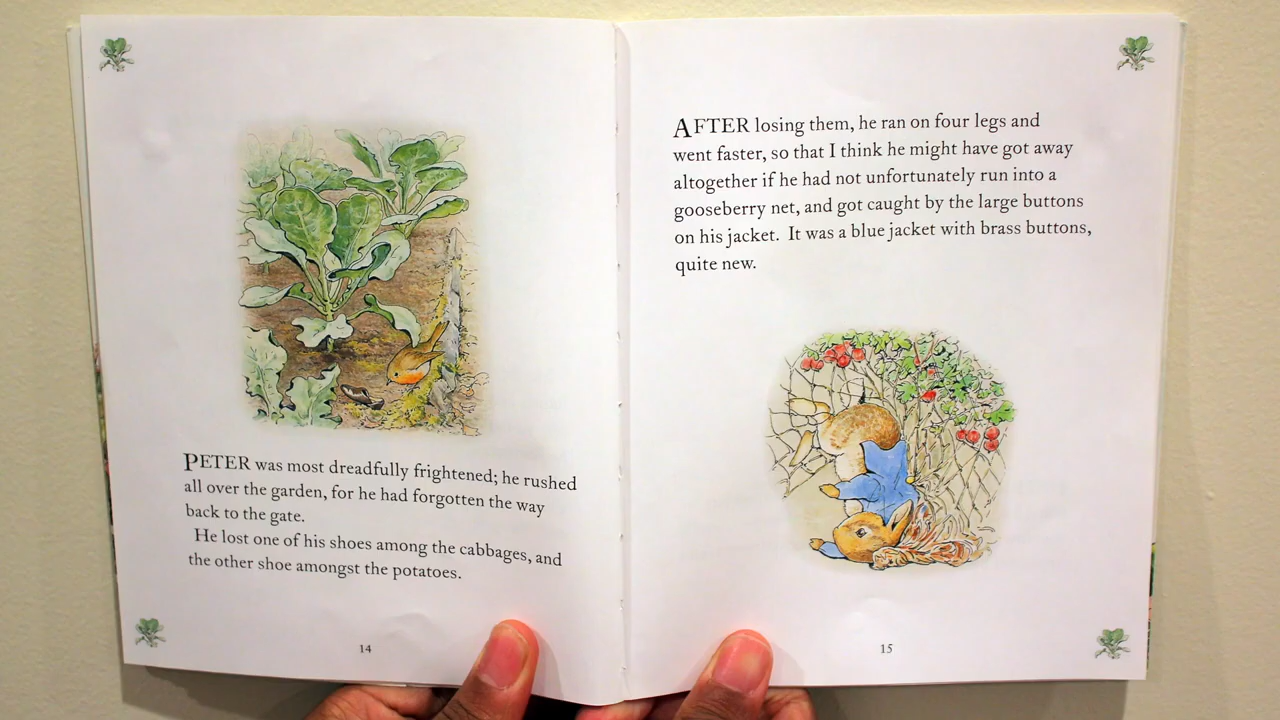 PETER was most dreadfully frightened; he rushed
all over the garden, for he had forgotten the way
back to the gate.
He lost one of his shoes among the cabbages, and
the other shoe amongst the potatoes.
14
AFTER losing them, he ran on four legs and
went faster, so that I think he might have got away
altogether if he had not unfortunately run into a
gooseberry net, and got caught by the large buttons
on his jacket. It was a blue jacket with brass buttons,
quite new.
15